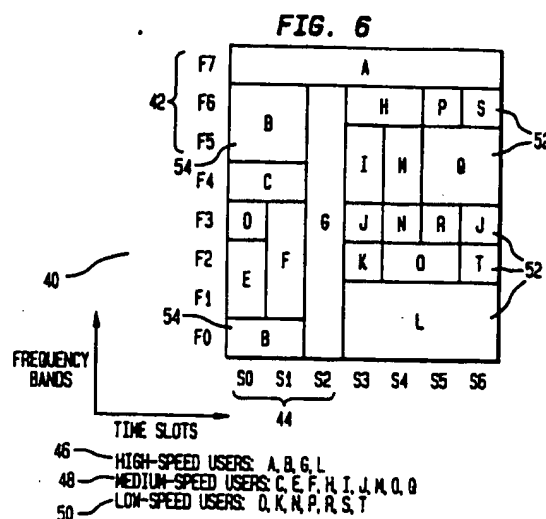 FIG. 6
F7 A
42 F6 H P S
B 52
F5 I M Q
54
F4 C
F3 D G J N R J
40 F2 F K O T 52
E
F1
54 L
F0 B
FREQUENCY BANDS
S0 S1 S2 S3 S4 S5 S6
TIME SLOTS 44
46 HIGH-SPEED USERS: A, B, G, L
48 MEDIUM-SPEED USERS: C, E, F, H, I, J, M, O, Q
50 LOW-SPEED USERS: D, K, N, P, R, S, T
52